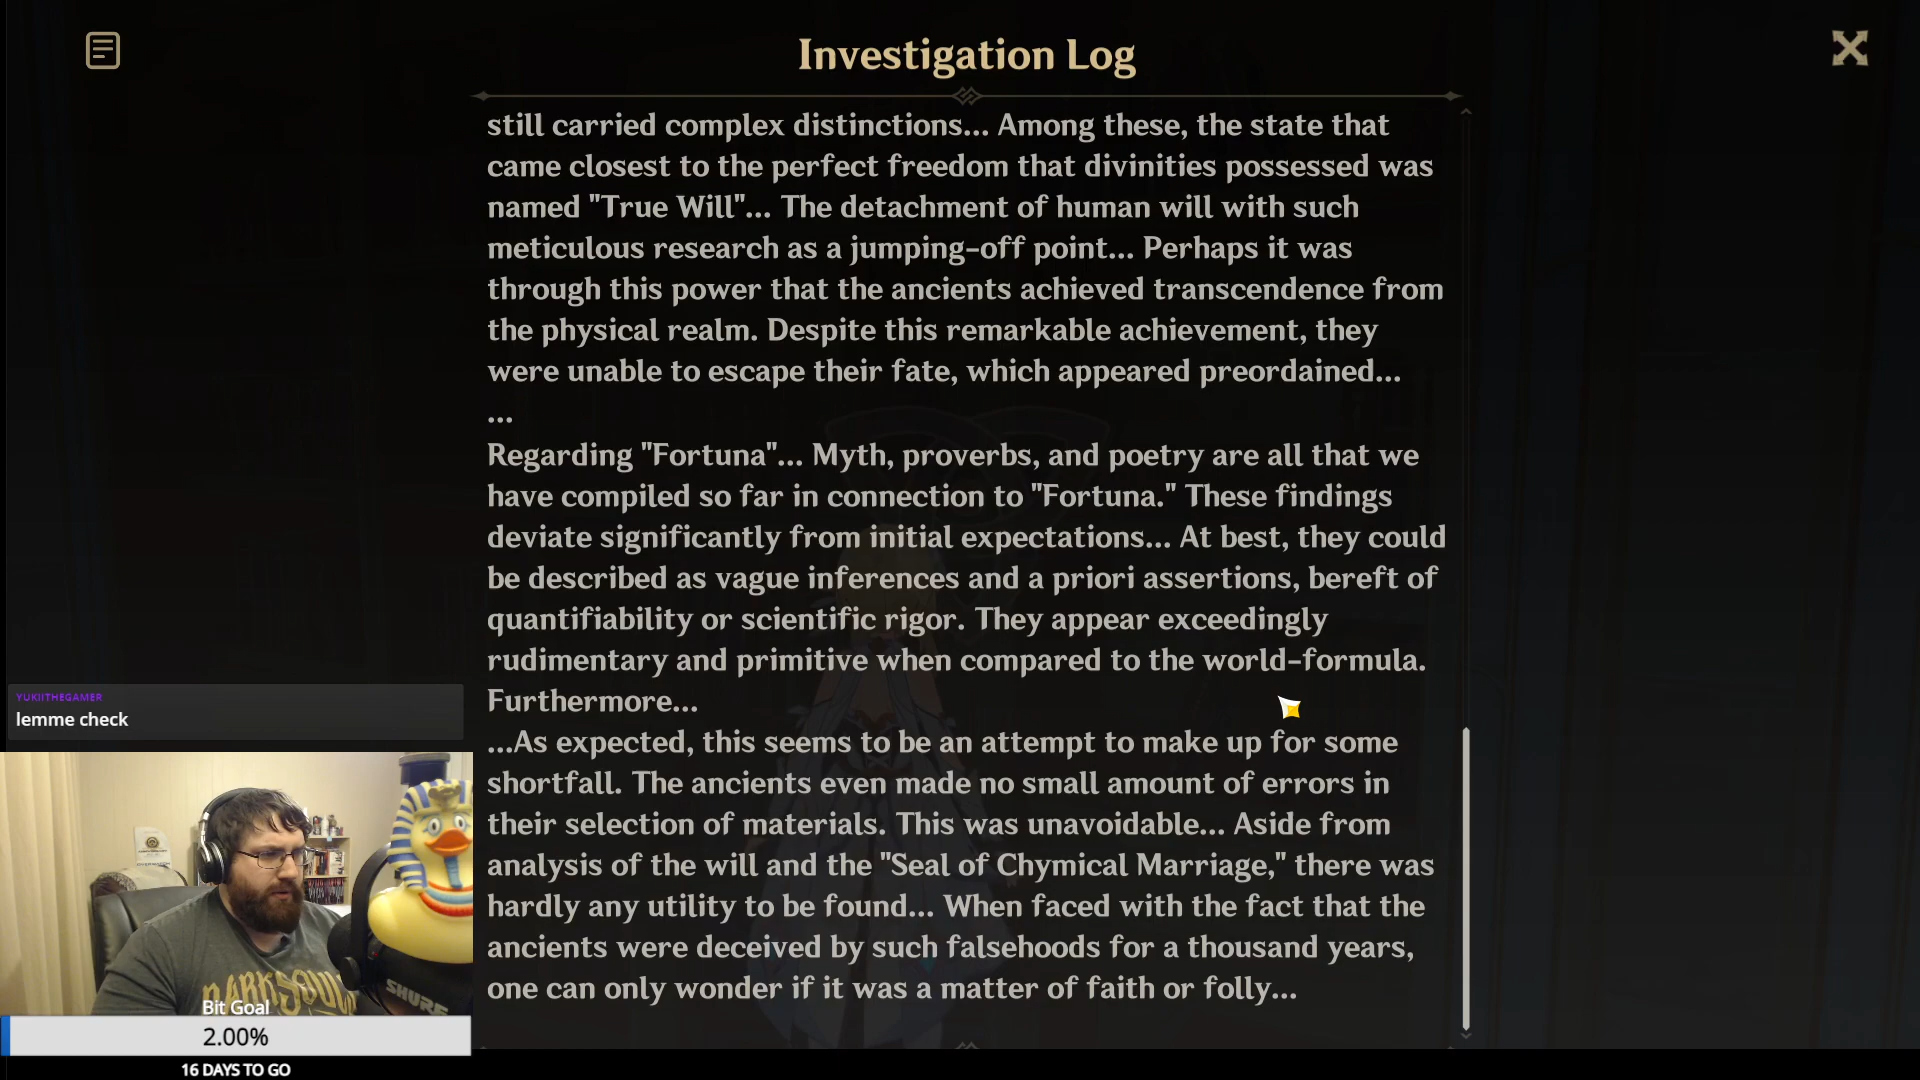 Investigation Log
still carried complex distinctions... Among these, the state that
came closest to the perfect freedom that divinities possessed was
named "True Will"... The detachment of human will with such
meticulous research as a jumping-off point... Perhaps it was
through this power that the ancients achieved transcendence from
the physical realm. Despite this remarkable achievement, they
were unable to escape their fate, which appeared preordained...
...
Regarding "Fortuna"... Myth, proverbs, and poetry are all that we
have compiled so far in connection to "Fortuna." These findings
deviate significantly from initial expectations... At best, they could
be described as vague inferences and a priori assertions, bereft of
quantifiability or scientific rigor. They appear exceedingly
rudimentary and primitive when compared to the world-formula.
Furthermore...
...As expected, this seems to be an attempt to make up for some
shortfall. The ancients even made no small amount of errors in
their selection of materials. This was unavoidable... Aside from
analysis of the will and the "Seal of Chymical Marriage," there was
hardly any utility to be found... When faced with the fact that the
ancients were deceived by such falsehoods for a thousand years,
one can only wonder if it was a matter of faith or folly...
YUKIITHEGAMER
lemme check
DARKSOUL
SHURE
Bit Goal
2.00%
16 DAYS TO GO